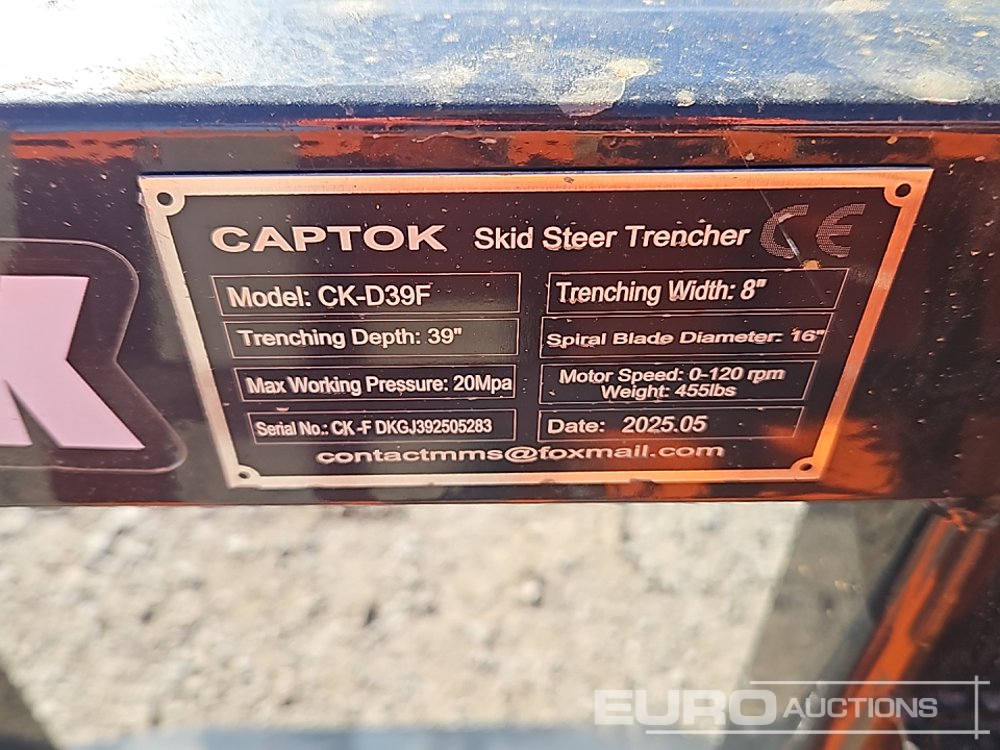 CAPTOK Skid Steer Trencher CE
Model: CK-D39F
Trenching Width: 8"
Trenching Depth: 39"
Spiral Blade Diameter: 16"
Max Working Pressure: 20Mpa
Motor Speed: 0-120 rpm
Weight: 455lbs
Serial No.: CK -F DKGJ392505283
Date: 2025.05
contactmms@foxmail.com
K
EURO AUCTIONS